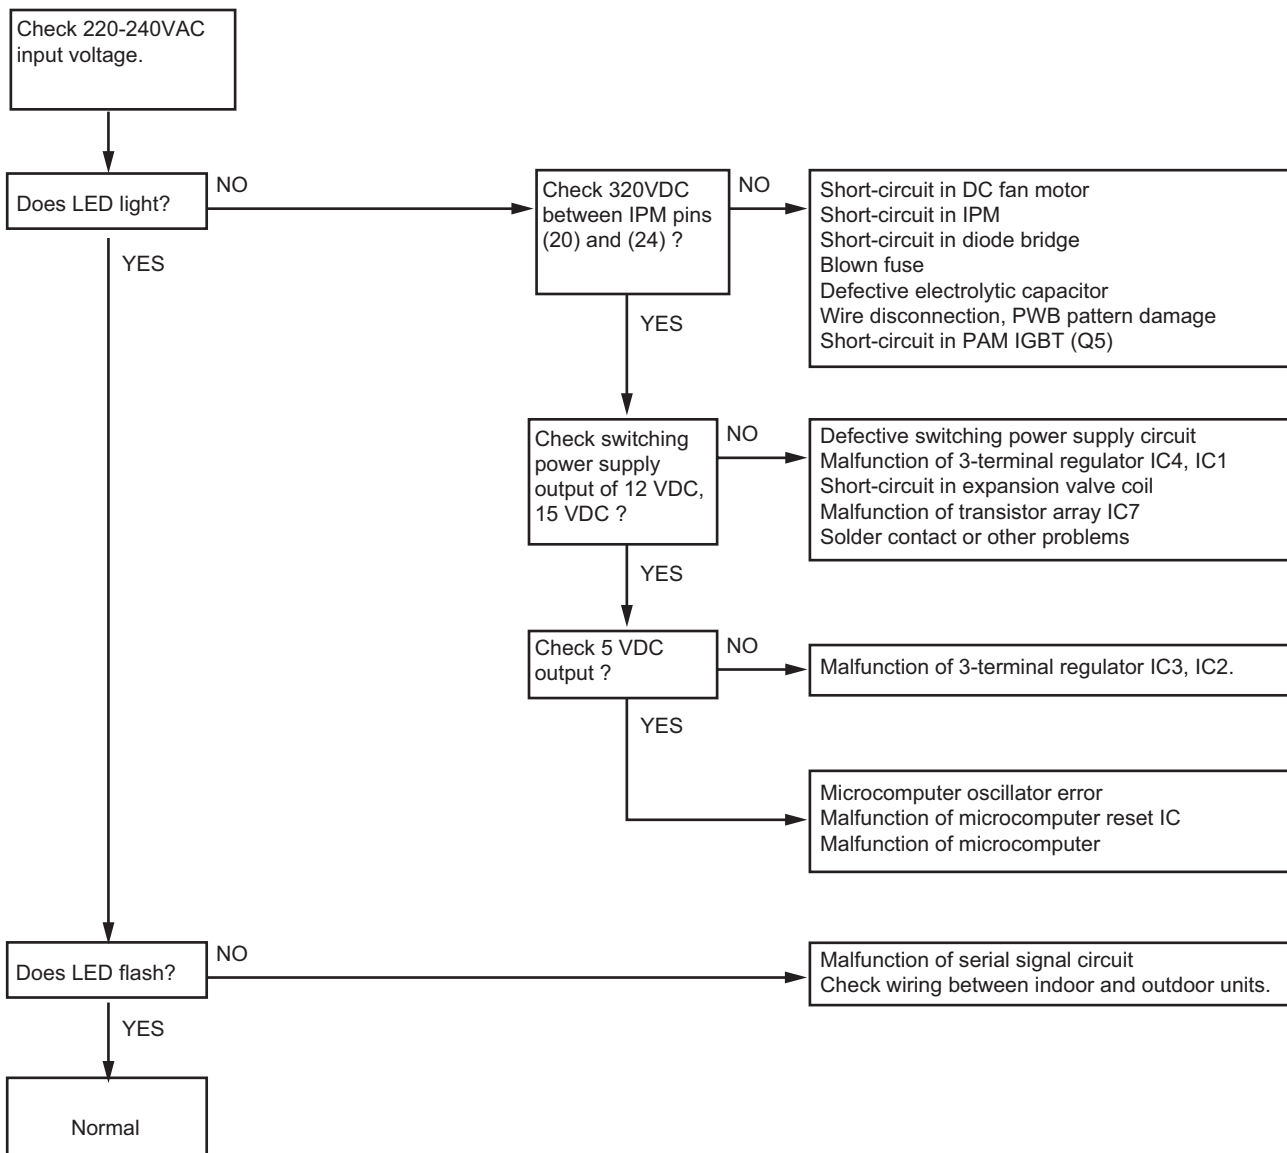 Check 220-240VAC
input voltage.
Does LED light?
NO
YES
Check 320VDC
between IPM pins
(20) and (24) ?
NO
YES
Short-circuit in DC fan motor
Short-circuit in IPM
Short-circuit in diode bridge
Blown fuse
Defective electrolytic capacitor
Wire disconnection, PWB pattern damage
Short-circuit in PAM IGBT (Q5)
Check switching
power supply
output of 12 VDC,
15 VDC ?
NO
YES
Defective switching power supply circuit
Malfunction of 3-terminal regulator IC4, IC1
Short-circuit in expansion valve coil
Malfunction of transistor array IC7
Solder contact or other problems
Check 5 VDC
output ?
NO
YES
Malfunction of 3-terminal regulator IC3, IC2.
Microcomputer oscillator error
Malfunction of microcomputer reset IC
Malfunction of microcomputer
Does LED flash?
NO
YES
Malfunction of serial signal circuit
Check wiring between indoor and outdoor units.
Normal